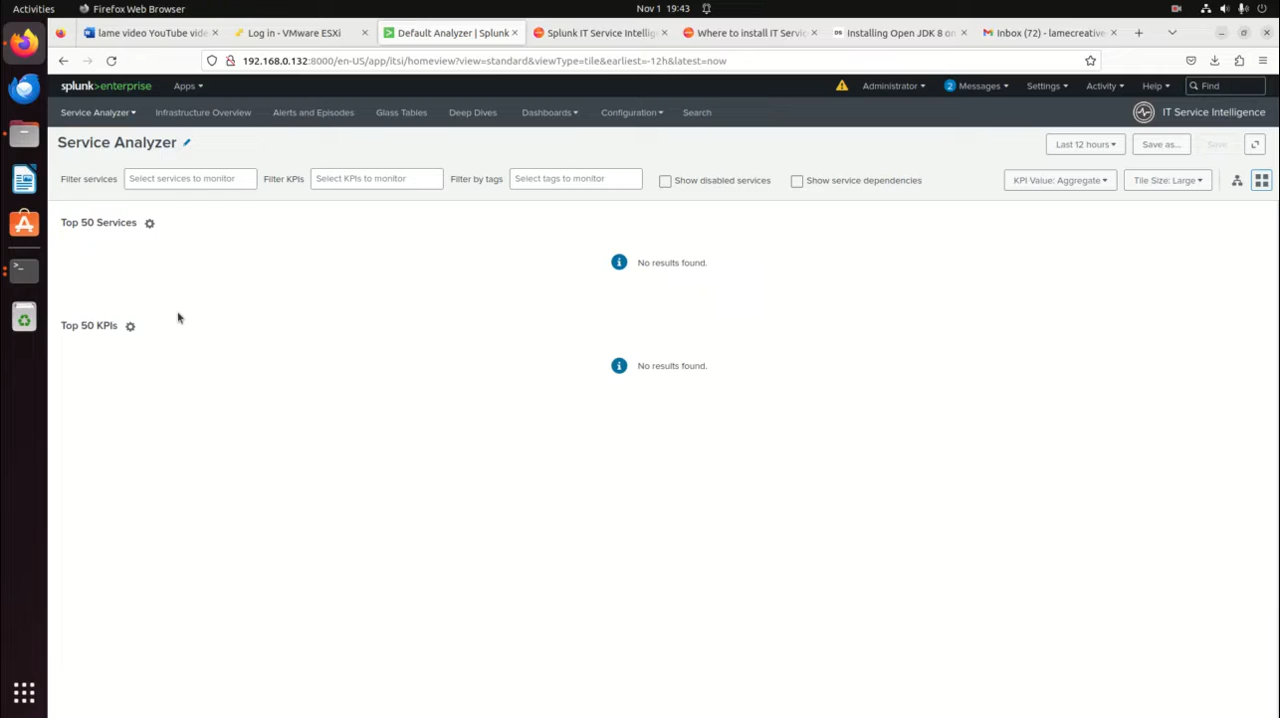 Activities Firefox Web Browser Nov 1 19:43
lame video YouTube vide × Log in - VMware ESXi × Default Analyzer | Splunk × Splunk IT Service Intellig × Where to install IT Servic × Installing Open JDK 8 on × Inbox (72) - lamecreative ×
192.168.0.132:8000/en-US/app/itsi/homeview?view=standard&viewType=tile&earliest=-12h&latest=now
splunk>enterprise Apps Administrator 2 Messages Settings Activity Help Find
Service Analyzer Infrastructure Overview Alerts and Episodes Glass Tables Deep Dives Dashboards Configuration Search IT Service Intelligence
Service Analyzer Last 12 hours Save as... Save
Filter services Select services to monitor Filter KPIs Select KPIs to monitor Filter by tags Select tags to monitor Show disabled services Show service dependencies KPI Value: Aggregate Tile Size: Large
Top 50 Services
No results found.
Top 50 KPIs
No results found.